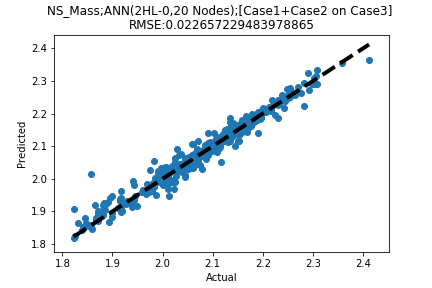 NS_Mass;ANN(2HL-0,20 Nodes);[Case1+Case2 on Case3]
RMSE:0.022657229483978865
2.4
2.3
2.2
2.1
2.0
1.9
1.8
Predicted
1.8 1.9 2.0 2.1 2.2 2.3 2.4
Actual